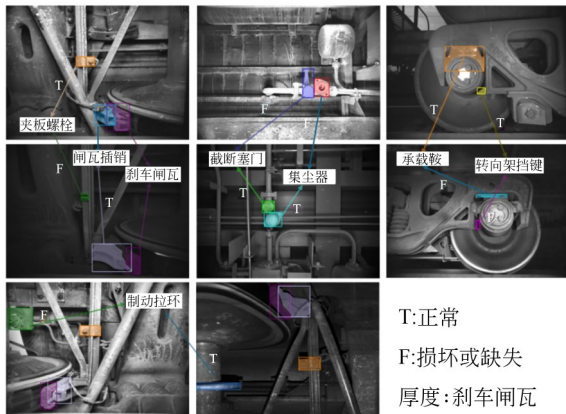 T
T
夹板螺栓
F
闸瓦插销
T
刹车闸瓦
F
截断塞门
T
集尘器
T
T
T
承载鞍
F
转向架挡键
F
制动拉环
T
T:正常
F:损坏或缺失
厚度:刹车闸瓦